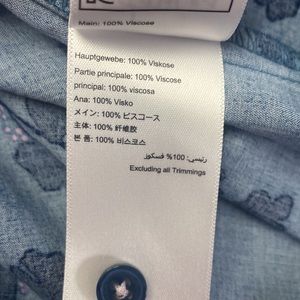 Main: 100% Viscose
Hauptgewebe: 100% Viskose
Partie principale: 100% Viscose
principal: 100% viscosa
Ana: 100% Visko
メイン: 100% ビスコース
主体: 100% 纤维胶
본 품: 100% 비스코스
رئيسي: 100% فسكوز
Excluding all Trimmings